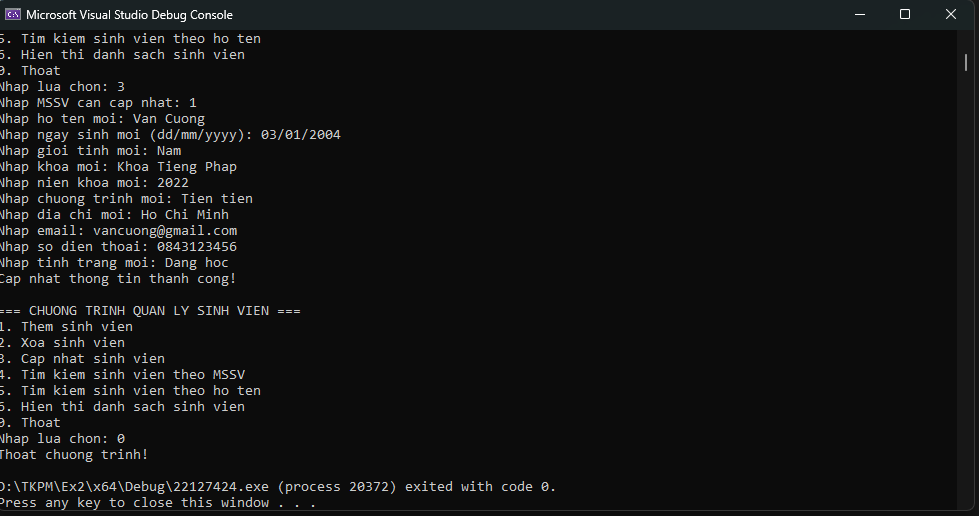 Microsoft Visual Studio Debug Console
5. Tim kiem sinh vien theo ho ten
6. Hien thi danh sach sinh vien
0. Thoat
Nhap lua chon: 3
Nhap MSSV can cap nhat: 1
Nhap ho ten moi: Van Cuong
Nhap ngay sinh moi (dd/mm/yyyy): 03/01/2004
Nhap gioi tinh moi: Nam
Nhap khoa moi: Khoa Tieng Phap
Nhap nien khoa moi: 2022
Nhap chuong trinh moi: Tien tien
Nhap dia chi moi: Ho Chi Minh
Nhap email: vancuong@gmail.com
Nhap so dien thoai: 0843123456
Nhap tinh trang moi: Dang hoc
Cap nhat thong tin thanh cong!
=== CHUONG TRINH QUAN LY SINH VIEN ===
1. Them sinh vien
2. Xoa sinh vien
3. Cap nhat sinh vien
4. Tim kiem sinh vien theo MSSV
5. Tim kiem sinh vien theo ho ten
6. Hien thi danh sach sinh vien
0. Thoat
Nhap lua chon: 0
Thoat chuong trinh!
D:\TKPM\Ex2\x64\Debug\22127424.exe (process 20372) exited with code 0.
Press any key to close this window . . .